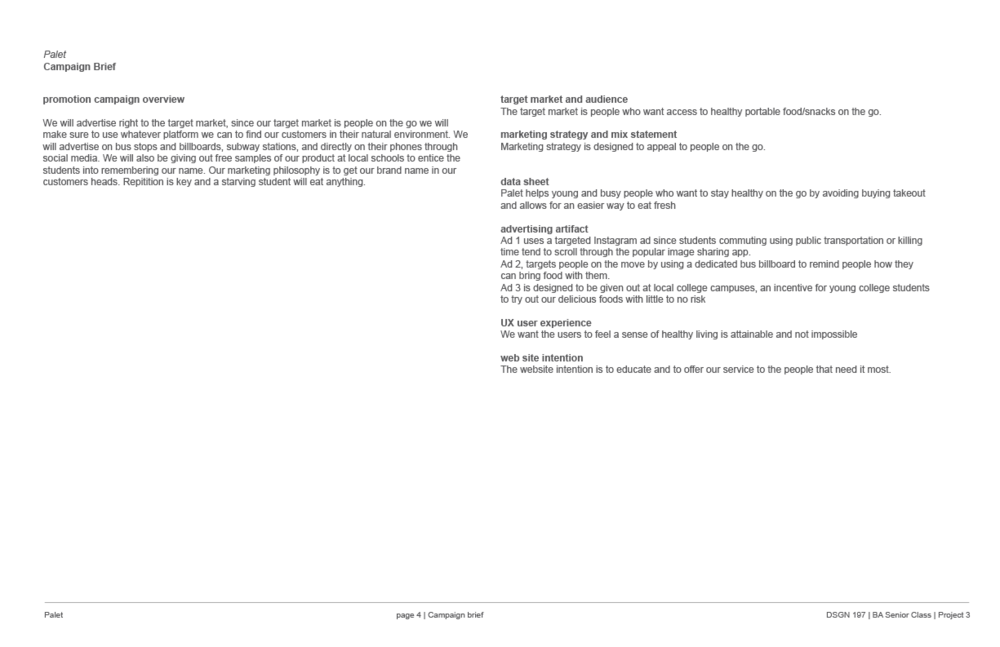 Palet
Campaign Brief
promotion campaign overview
We will advertise right to the target market, since our target market is people on the go we will
make sure to use whatever platform we can to find our customers in their natural environment. We
will advertise on bus stops and billboards, subway stations, and directly on their phones through
social media. We will also be giving out free samples of our product at local schools to entice the
students into remembering our name. Our marketing philosophy is to get our brand name in our
customers heads. Repitition is key and a starving student will eat anything.
target market and audience
The target market is people who want access to healthy portable food/snacks on the go.
marketing strategy and mix statement
Marketing strategy is designed to appeal to people on the go.
data sheet
Palet helps young and busy people who want to stay healthy on the go by avoiding buying takeout
and allows for an easier way to eat fresh
advertising artifact
Ad 1 uses a targeted Instagram ad since students commuting using public transportation or killing
time tend to scroll through the popular image sharing app.
Ad 2, targets people on the move by using a dedicated bus billboard to remind people how they
can bring food with them.
Ad 3 is designed to be given out at local college campuses, an incentive for young college students
to try out our delicious foods with little to no risk
UX user experience
We want the users to feel a sense of healthy living is attainable and not impossible
web site intention
The website intention is to educate and to offer our service to the people that need it most.
Palet
page 4 | Campaign brief
DSGN 197 | BA Senior Class | Project 3